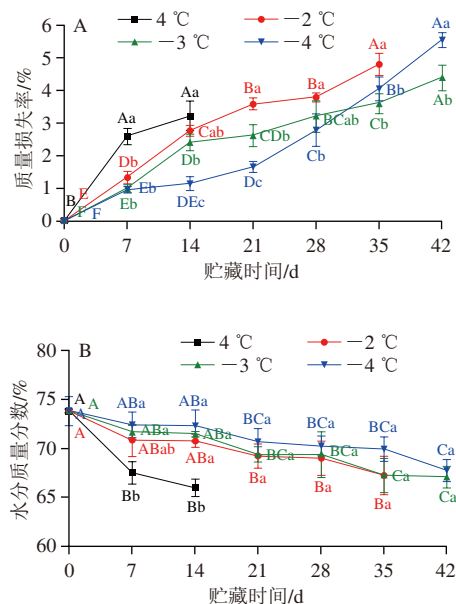 A
4 ℃ －2 ℃
－3 ℃ －4 ℃
质量损失率/%
6
5
4
3
2
1
0
Aa Aa Aa Aa
Ba Ba Bb Ab
Cab BCab Cb
Db Db CDb Cb
Eb Eb DEc Dc
B E F F
0 7 14 21 28 35 42
贮藏时间/d
B
4 ℃ －2 ℃
－3 ℃ －4 ℃
水分质量分数/%
80
75
70
65
60
A A A ABa ABa BCa BCa BCa Ca
A ABa ABa BCa BCa Ca Ca
ABab ABa Ba Ba Ba
Bb Bb
0 7 14 21 28 35 42
贮藏时间/d